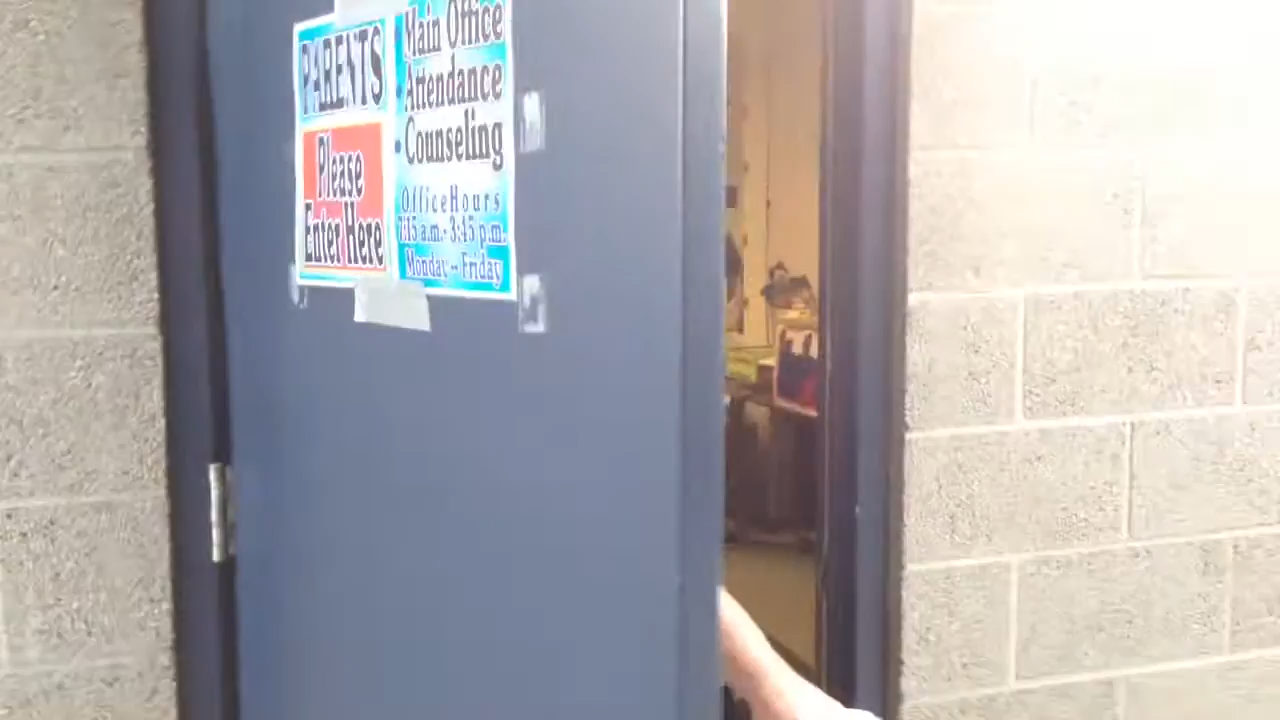 PARENTS
Please
Enter Here
Main Office
Attendance
Counseling
Office Hours
7:15 a.m.- 3:45 p.m.
Monday -- Friday